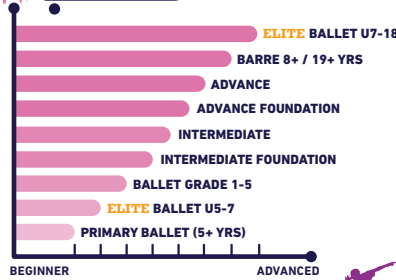 ELITE BALLET U7-18
BARRE 8+ / 19+ YRS
ADVANCE
ADVANCE FOUNDATION
INTERMEDIATE
INTERMEDIATE FOUNDATION
BALLET GRADE 1-5
ELITE BALLET U5-7
PRIMARY BALLET (5+ YRS)
BEGINNER ADVANCED